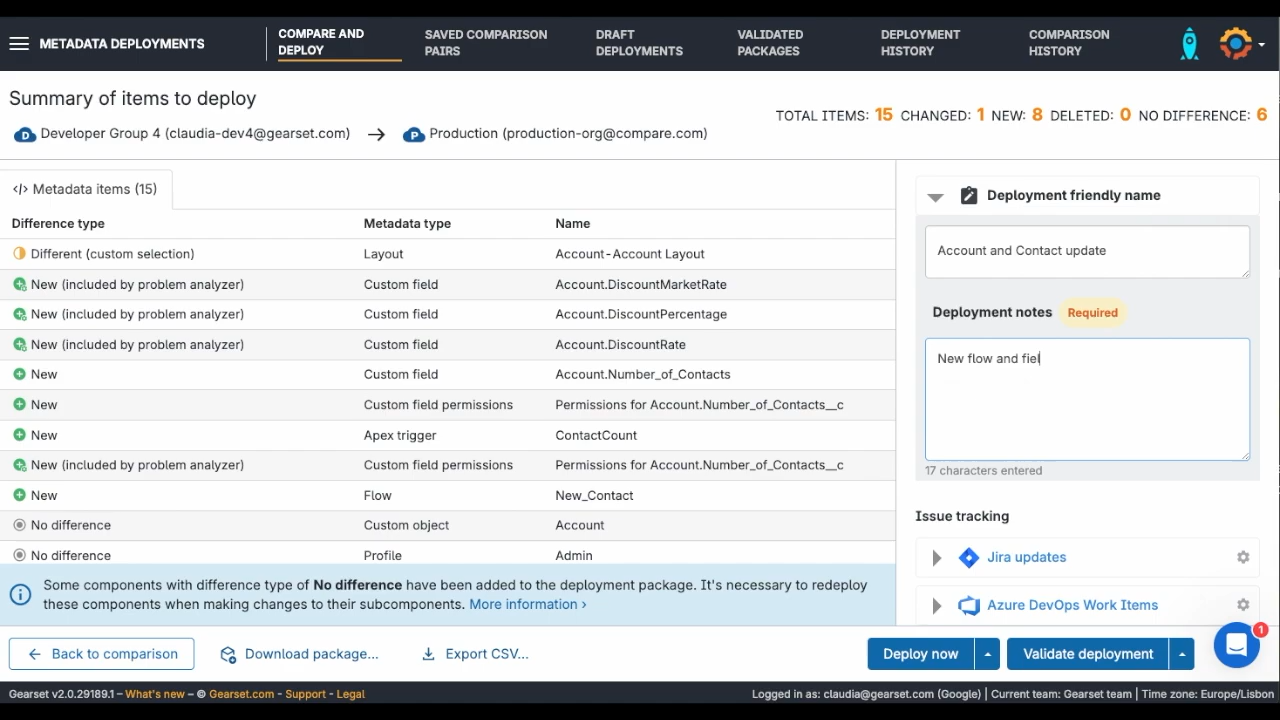 METADATA DEPLOYMENTS
COMPARE AND DEPLOY
SAVED COMPARISON PAIRS
DRAFT DEPLOYMENTS
VALIDATED PACKAGES
DEPLOYMENT HISTORY
COMPARISON HISTORY
Summary of items to deploy
Developer Group 4 (claudia-dev4@gearset.com) → Production (production-org@compare.com)
TOTAL ITEMS: 15 CHANGED: 1 NEW: 8 DELETED: 0 NO DIFFERENCE: 6
</> Metadata items (15)
Difference type Metadata type Name
Different (custom selection) Layout Account-Account Layout
New (included by problem analyzer) Custom field Account.DiscountMarketRate
New (included by problem analyzer) Custom field Account.DiscountPercentage
New (included by problem analyzer) Custom field Account.DiscountRate
New Custom field Account.Number_of_Contacts
New Custom field permissions Permissions for Account.Number_of_Contacts__c
New Apex trigger ContactCount
New (included by problem analyzer) Custom field permissions Permissions for Account.Number_of_Contacts__c
New Flow New_Contact
No difference Custom object Account
No difference Profile Admin
Some components with difference type of No difference have been added to the deployment package. It's necessary to redeploy
these components when making changes to their subcomponents. More information ›
Deployment friendly name
Account and Contact update
Deployment notes Required
New flow and fiel
17 characters entered
Issue tracking
Jira updates
Azure DevOps Work Items
1
← Back to comparison
Download package...
Export CSV...
Deploy now
Validate deployment
Gearset v2.0.29189.1 – What's new – © Gearset.com - Support - Legal
Logged in as: claudia@gearset.com (Google) | Current team: Gearset team | Time zone: Europe/Lisbon